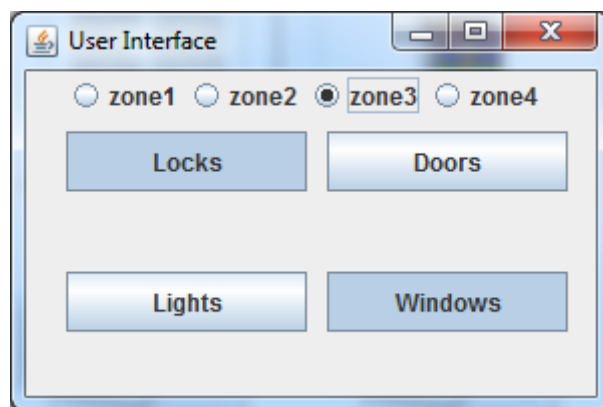 User Interface
zone1 zone2 zone3 zone4
Locks Doors
Lights Windows